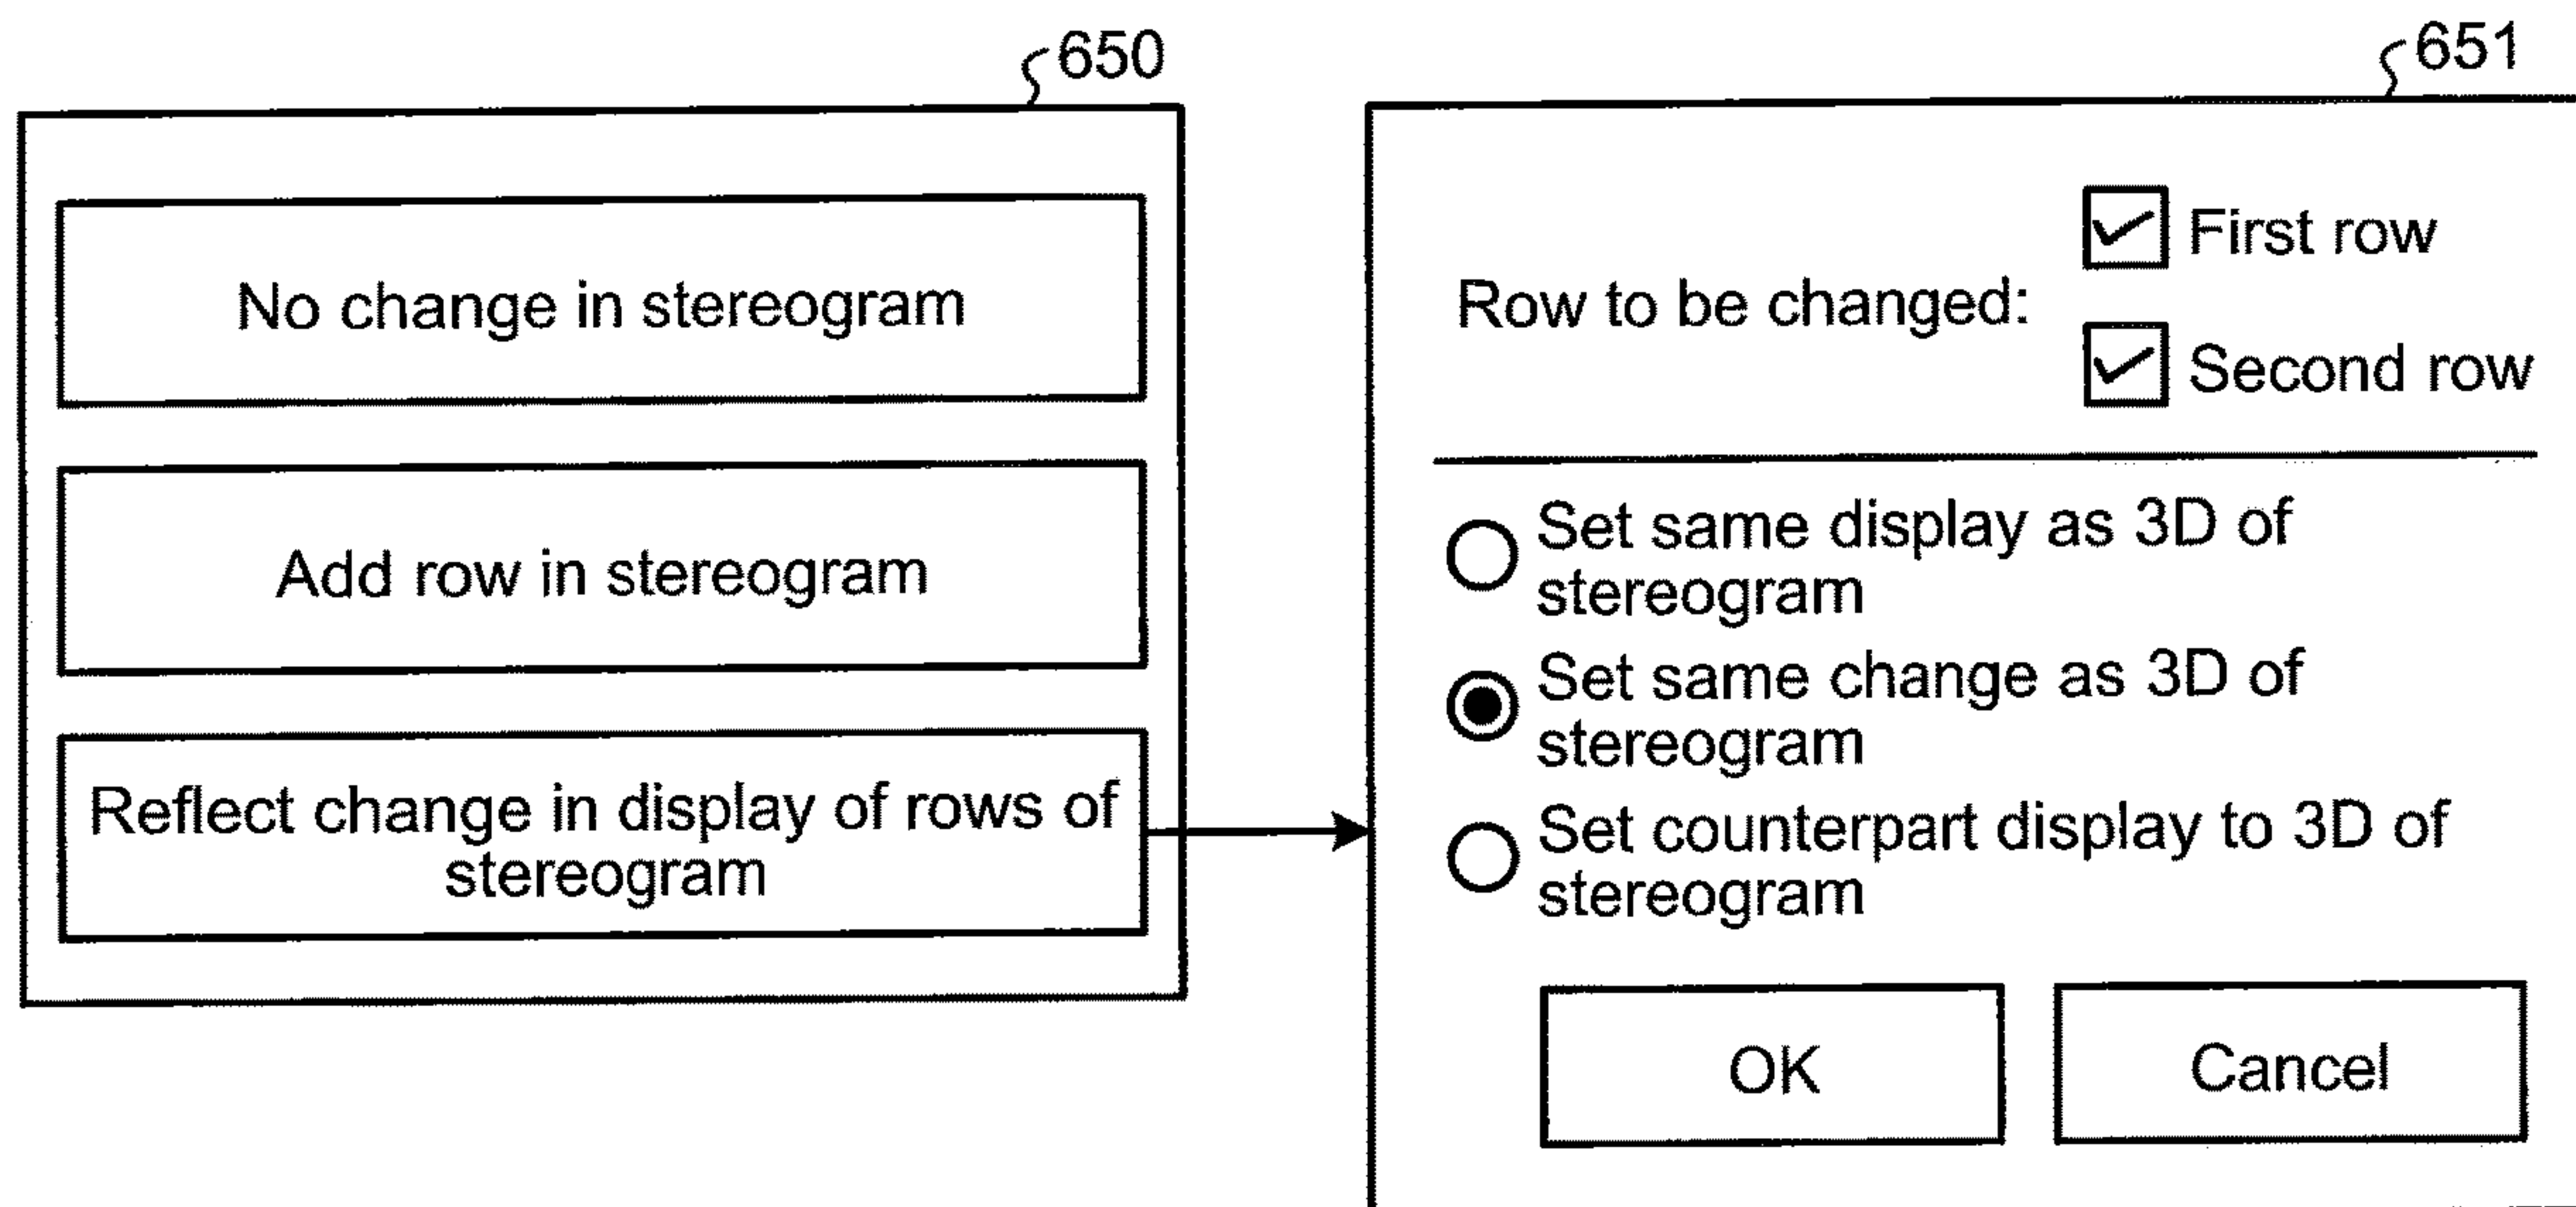 650
No change in stereogram
Add row in stereogram
Reflect change in display of rows of
stereogram
651
Row to be changed:
First row
Second row
Set same display as 3D of
stereogram
Set same change as 3D of
stereogram
Set counterpart display to 3D of
stereogram
OK
Cancel